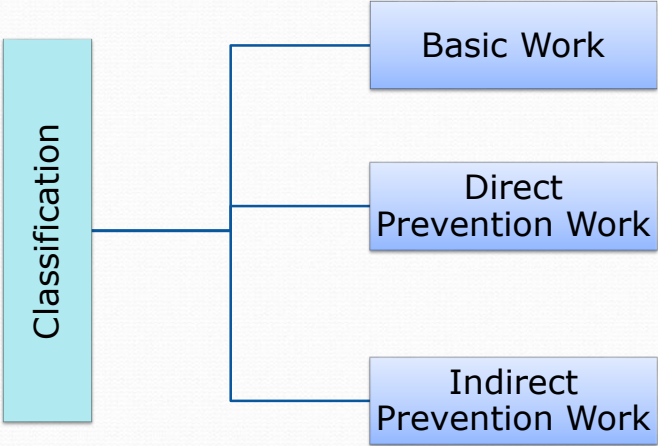 Classification
Basic Work
Direct
Prevention Work
Indirect
Prevention Work